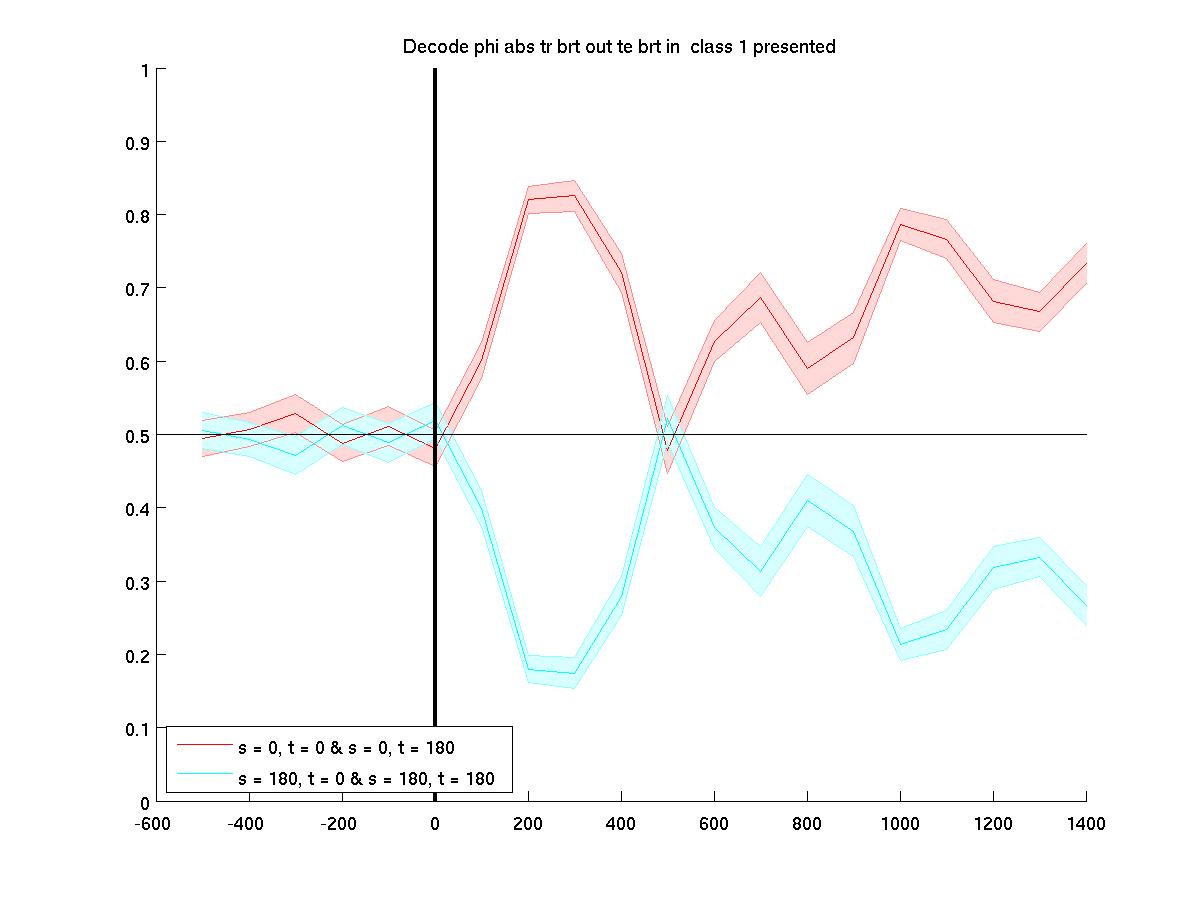 Decode phi abs tr brt out te brt in  class 1 presented
1
0.9
0.8
0.7
0.6
0.5
0.4
0.3
0.2
0.1
0
s = 0, t = 0 & s = 0, t = 180
s = 180, t = 0 & s = 180, t = 180
-600 -400 -200 0 200 400 600 800 1000 1200 1400